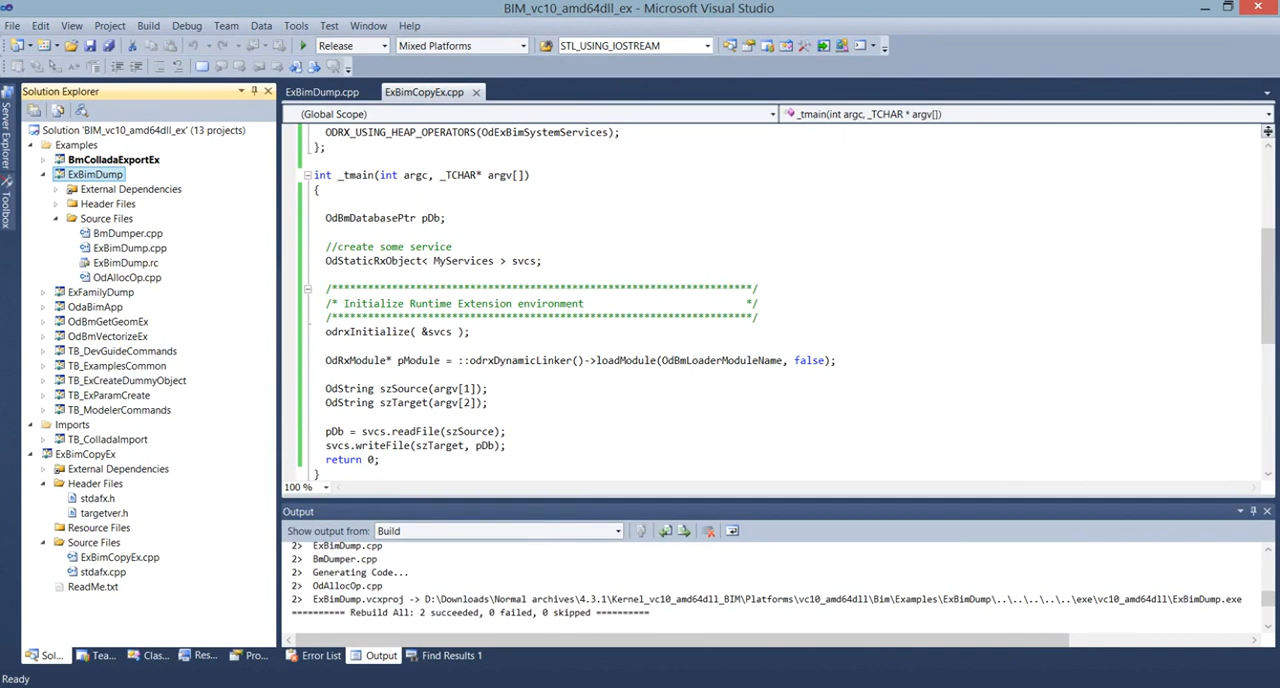 BIM_vc10_amd64dll_ex - Microsoft Visual Studio
File Edit View Project Build Debug Team Data Tools Test Window Help
Release Mixed Platforms STL_USING_IOSTREAM
Server Explorer
Toolbox
Solution Explorer
Solution 'BIM_vc10_amd64dll_ex' (13 projects)
Examples
BmColladaExportEx
ExBimDump
External Dependencies
Header Files
Source Files
BmDumper.cpp
ExBimDump.cpp
ExBimDump.rc
OdAllocOp.cpp
ExFamilyDump
OdaBimApp
OdBmGetGeomEx
OdBmVectorizeEx
TB_DevGuideCommands
TB_ExamplesCommon
TB_ExCreateDummyObject
TB_ExParamCreate
TB_ModelerCommands
Imports
TB_ColladaImport
ExBimCopyEx
External Dependencies
Header Files
stdafx.h
targetver.h
Resource Files
Source Files
ExBimCopyEx.cpp
stdafx.cpp
ReadMe.txt
Sol... Tea... Clas... Res... Pro...
ExBimDump.cpp ExBimCopyEx.cpp
(Global Scope) _tmain(int argc, _TCHAR * argv[])
ODRX_USING_HEAP_OPERATORS(OdExBimSystemServices);
};
int _tmain(int argc, _TCHAR* argv[])
{
OdBmDatabasePtr pDb;
//create some service
OdStaticRxObject< MyServices > svcs;
/************************************************************************/
/* Initialize Runtime Extension environment */
/************************************************************************/
odrxInitialize( &svcs );
OdRxModule* pModule = ::odrxDynamicLinker()->loadModule(OdBmLoaderModuleName, false);
OdString szSource(argv[1]);
OdString szTarget(argv[2]);
pDb = svcs.readFile(szSource);
svcs.writeFile(szTarget, pDb);
return 0;
}
100 %
Output
Show output from: Build
2> ExBimDump.cpp
2> BmDumper.cpp
2> Generating Code...
2> OdAllocOp.cpp
2> ExBimDump.vcxproj -> D:\Downloads\Normal archives\4.3.1\Kernel_vc10_amd64dll_BIM\Platforms\vc10_amd64dll\Bim\Examples\ExBimDump\..\..\..\..\..\exe\vc10_amd64dll\ExBimDump.exe
========== Rebuild All: 2 succeeded, 0 failed, 0 skipped ==========
Error List Output Find Results 1
Ready